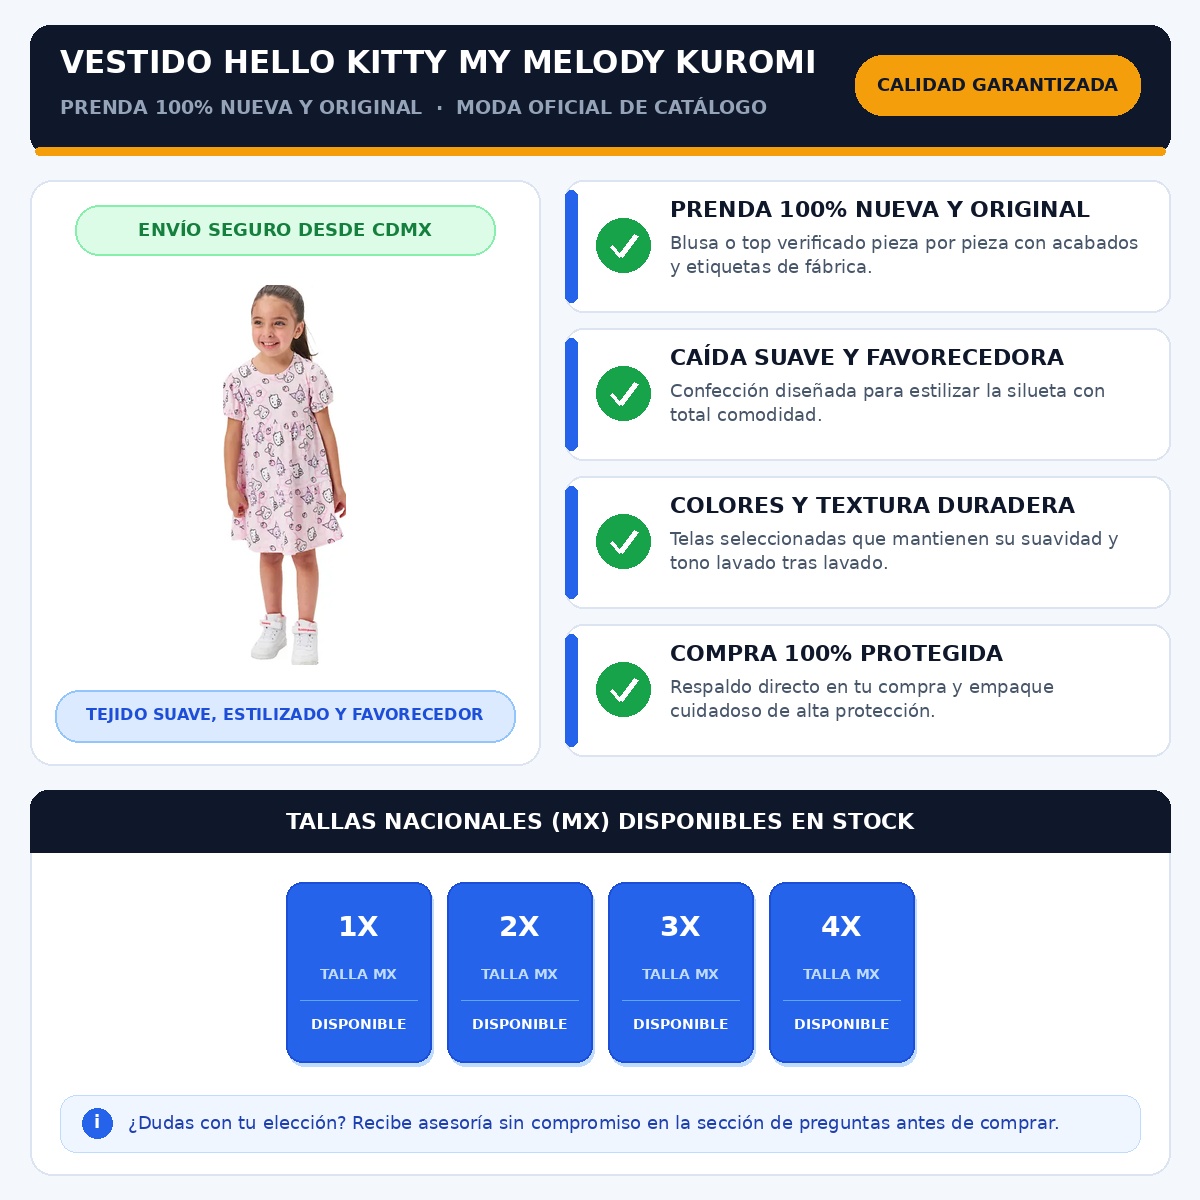 VESTIDO HELLO KITTY MY MELODY KUROMI
PRENDA 100% NUEVA Y ORIGINAL · MODA OFICIAL DE CATÁLOGO
CALIDAD GARANTIZADA
ENVÍO SEGURO DESDE CDMX
TEJIDO SUAVE, ESTILIZADO Y FAVORECEDOR
PRENDA 100% NUEVA Y ORIGINAL
Blusa o top verificado pieza por pieza con acabados
y etiquetas de fábrica.
CAÍDA SUAVE Y FAVORECEDORA
Confección diseñada para estilizar la silueta con
total comodidad.
COLORES Y TEXTURA DURADERA
Telas seleccionadas que mantienen su suavidad y
tono lavado tras lavado.
COMPRA 100% PROTEGIDA
Respaldo directo en tu compra y empaque
cuidadoso de alta protección.
TALLAS NACIONALES (MX) DISPONIBLES EN STOCK
1X
TALLA MX
DISPONIBLE
2X
TALLA MX
DISPONIBLE
3X
TALLA MX
DISPONIBLE
4X
TALLA MX
DISPONIBLE
i
¿Dudas con tu elección? Recibe asesoría sin compromiso en la sección de preguntas antes de comprar.